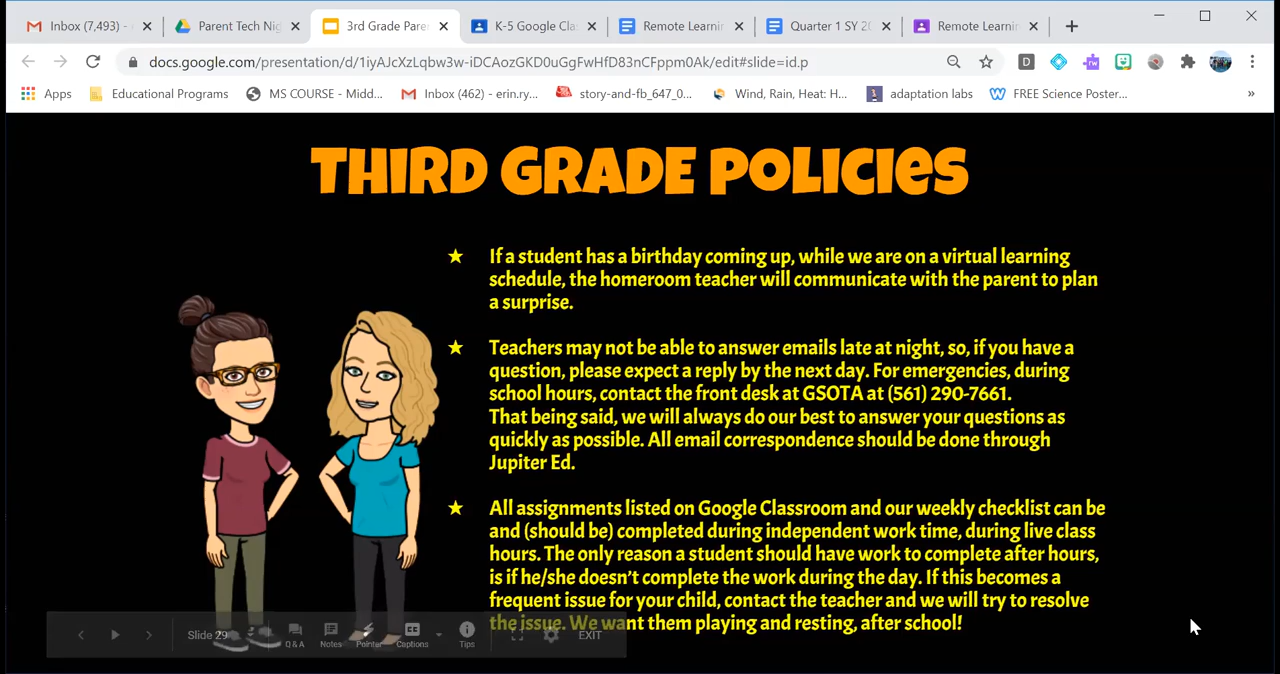 Inbox (7,493) -
Parent Tech Nig
3rd Grade Pare
K-5 Google Cla
Remote Learnin
Quarter 1 SY 20
Remote Learnin
docs.google.com/presentation/d/1iyAJcXzLqbw3w-iDCAozGKD0uGgFwHfD83nCFppm0Ak/edit#slide=id.p
Apps
Educational Programs
MS COURSE - Midd...
Inbox (462) - erin.ry...
story-and-fb_647_0...
Wind, Rain, Heat: H...
adaptation labs
FREE Science Poster...
»
THIRD GRADE POLICIES
★ If a student has a birthday coming up, while we are on a virtual learning
schedule, the homeroom teacher will communicate with the parent to plan
a surprise.
★ Teachers may not be able to answer emails late at night, so, if you have a
question, please expect a reply by the next day. For emergencies, during
school hours, contact the front desk at GSOTA at (561) 290-7661.
That being said, we will always do our best to answer your questions as
quickly as possible. All email correspondence should be done through
Jupiter Ed.
★ All assignments listed on Google Classroom and our weekly checklist can be
and (should be) completed during independent work time, during live class
hours. The only reason a student should have work to complete after hours,
is if he/she doesn't complete the work during the day. If this becomes a
frequent issue for your child, contact the teacher and we will try to resolve
the issue. We want them playing and resting, after school!
Slide 29
Q & A
Notes
Pointer
Captions
Tips
EXIT